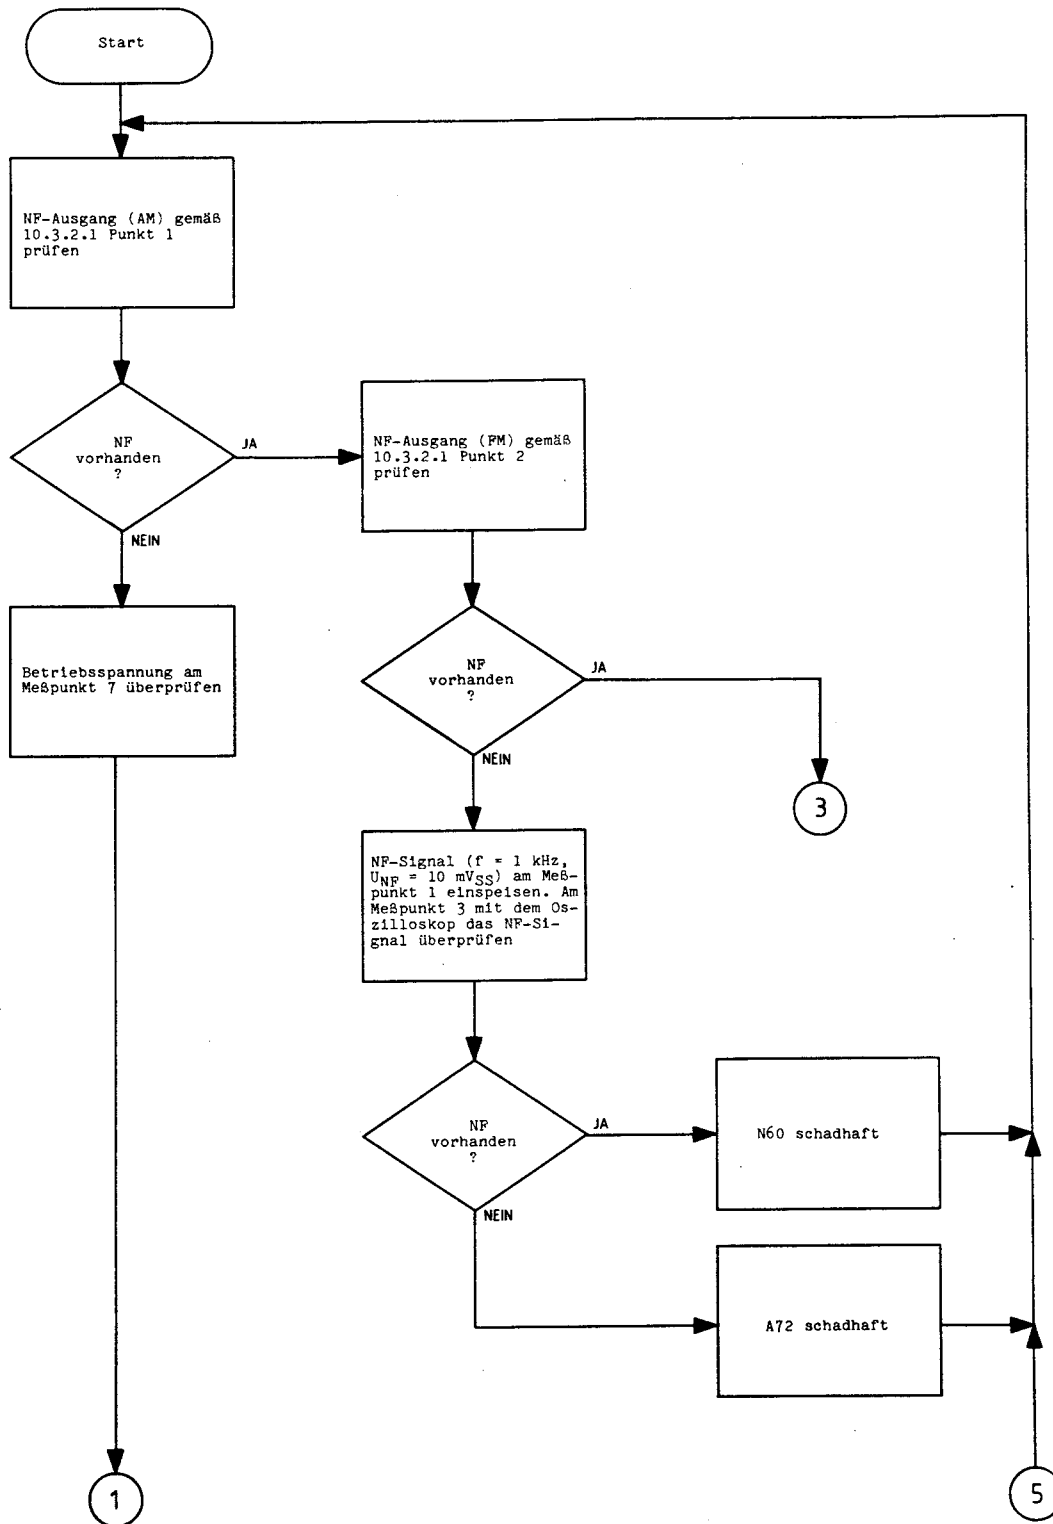 Start
NF-Ausgang (AM) gemäß
10.3.2.1 Punkt 1
prüfen
NF
vorhanden
?
JA
NEIN
NF-Ausgang (FM) gemäß
10.3.2.1 Punkt 2
prüfen
Betriebsspannung am
Meßpunkt 7 überprüfen
NF
vorhanden
?
JA
NEIN
3
NF-Signal (f = 1 kHz,
UNF = 10 mVSS) am Meß-
punkt 1 einspeisen. Am
Meßpunkt 3 mit dem Os-
zilloskop das NF-Si-
gnal überprüfen
NF
vorhanden
?
JA
NEIN
N60 schadhaft
A72 schadhaft
1
5